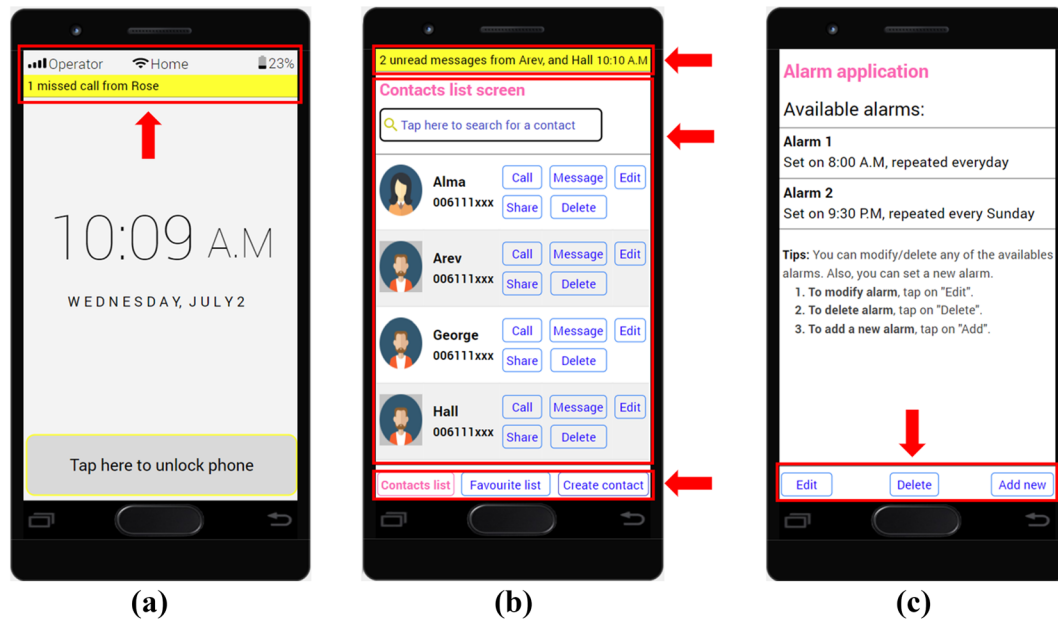 Operator Home 23%
1 missed call from Rose
10:09 A.M
WEDNESDAY, JULY 2
Tap here to unlock phone
(a)
2 unread messages from Arev, and Hall 10:10 A.M
Contacts list screen
Tap here to search for a contact
Alma
006111xxx
Call Message Edit
Share Delete
Arev
006111xxx
Call Message Edit
Share Delete
George
006111xxx
Call Message Edit
Share Delete
Hall
006111xxx
Call Message Edit
Share Delete
Contacts list Favourite list Create contact
(b)
Alarm application
Available alarms:
Alarm 1
Set on 8:00 A.M, repeated everyday
Alarm 2
Set on 9:30 P.M, repeated every Sunday
Tips: You can modify/delete any of the availables
alarms. Also, you can set a new alarm.
1. To modify alarm, tap on "Edit".
2. To delete alarm, tap on "Delete".
3. To add a new alarm, tap on "Add".
Edit Delete Add new
(c)